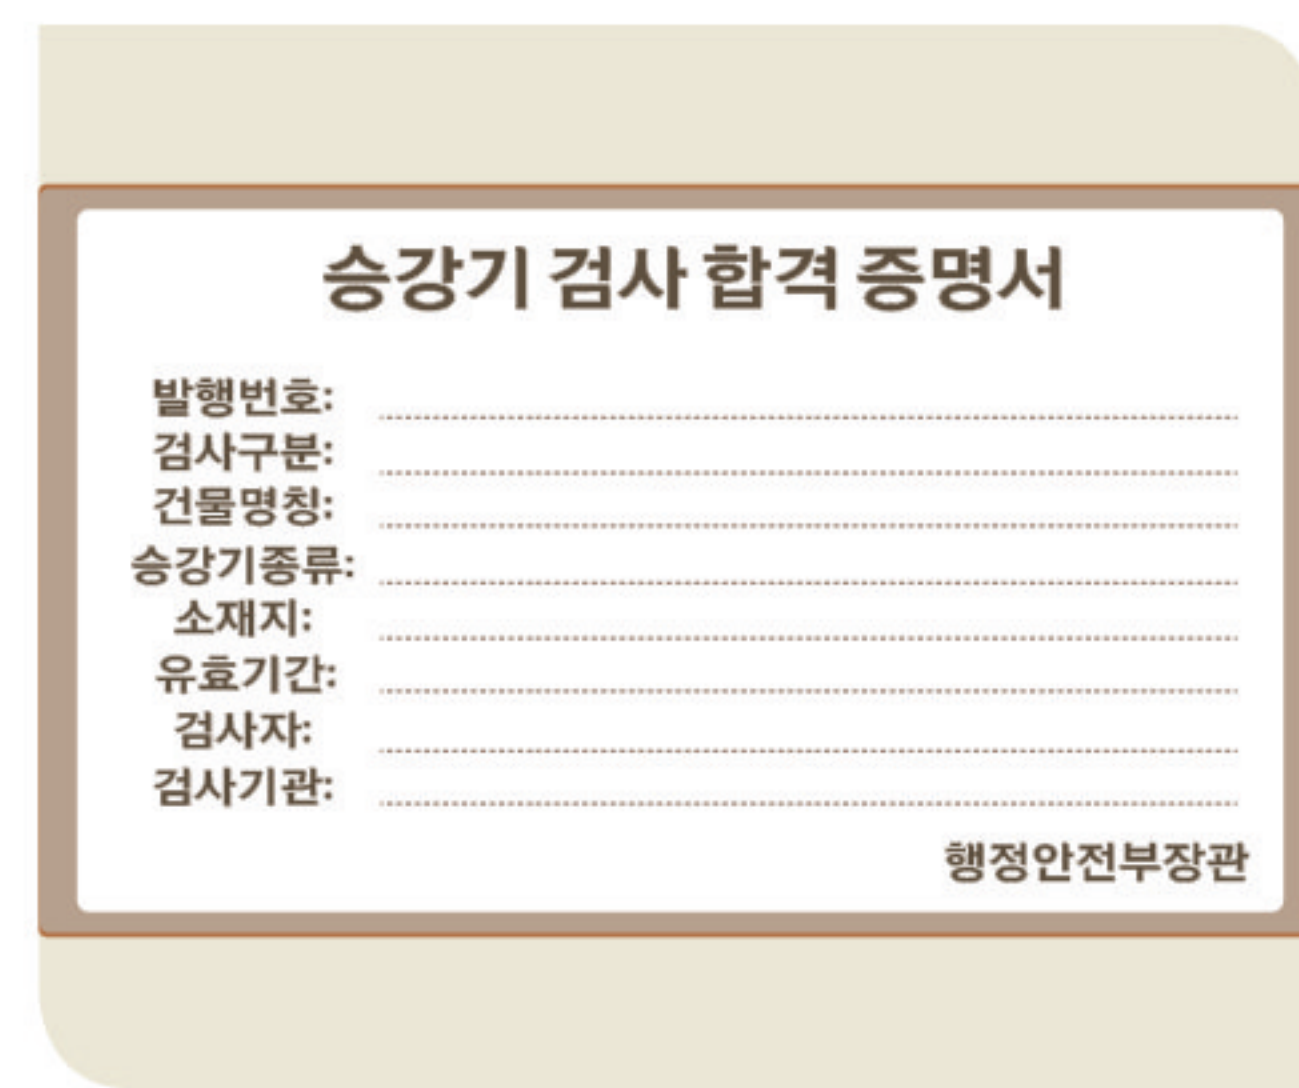 승강기 검사 합격 증명서
발행번호:
검사구분:
건물명칭:
승강기종류:
소재지:
유효기간:
검사자:
검사기관:
행정안전부장관